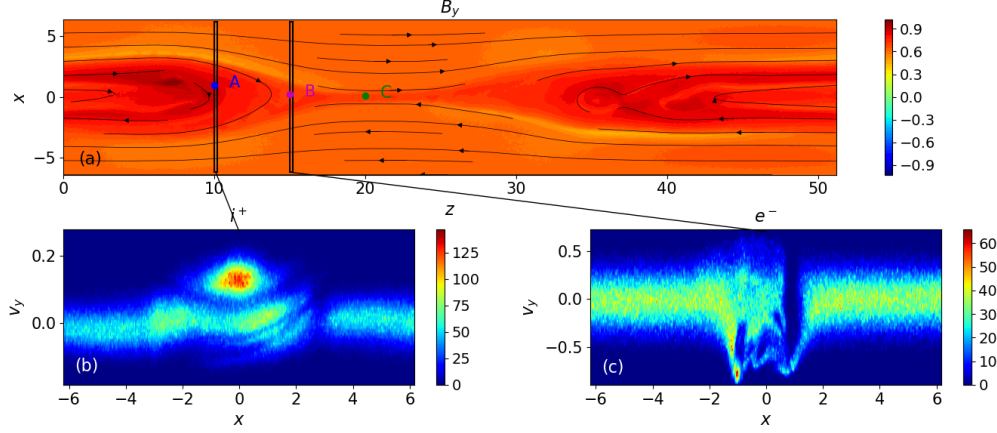 B_y
5
0
−5
x
(a)
A
B
C
0 10 20 30 40 50
z
0.9
0.6
0.3
0.0
−0.3
−0.6
−0.9
i⁺
0.2
0.0
v_y
(b)
−6 −4 −2 0 2 4 6
x
125
100
75
50
25
0
e⁻
0.5
0.0
−0.5
v_y
(c)
−6 −4 −2 0 2 4 6
x
60
50
40
30
20
10
0